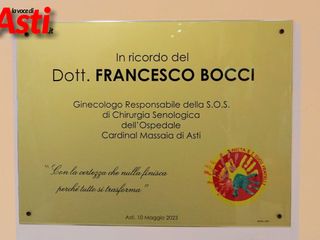 la voce di
Asti.it
In ricordo del
Dott. FRANCESCO BOCCI
Ginecologo Responsabile della S.O.S.
di Chirurgia Senologica
dell'Ospedale
Cardinal Massaia di Asti
"Con la certezza che nulla finisca
perché tutto si trasforma"
Asti, 10 Maggio 2023